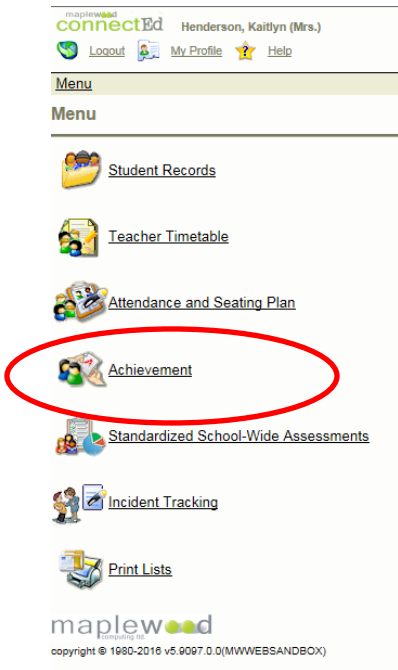 maplewood
connectEd Henderson, Kaitlyn (Mrs.)
Logout My Profile Help
Menu
Menu
Student Records
Teacher Timetable
Attendance and Seating Plan
Achievement
Standardized School-Wide Assessments
Incident Tracking
Print Lists
maplewood
computing ltd.
copyright © 1980-2016 v5.9097.0.0(MWWEBSANDBOX)